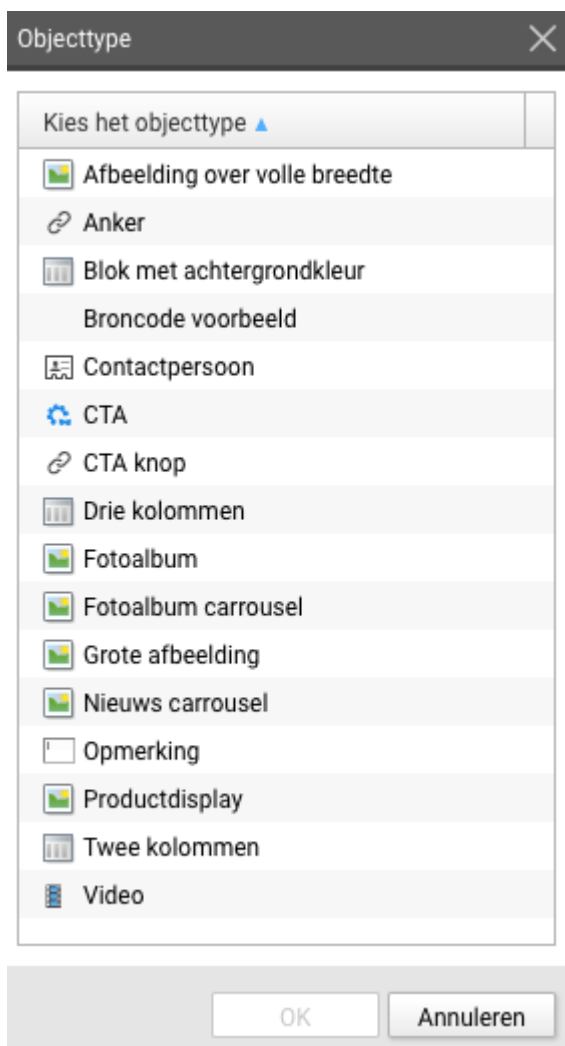 Objecttype
Kies het objecttype
Afbeelding over volle breedte
Anker
Blok met achtergrondkleur
Broncode voorbeeld
Contactpersoon
CTA
CTA knop
Drie kolommen
Fotoalbum
Fotoalbum carrousel
Grote afbeelding
Nieuws carrousel
Opmerking
Productdisplay
Twee kolommen
Video
OK Annuleren